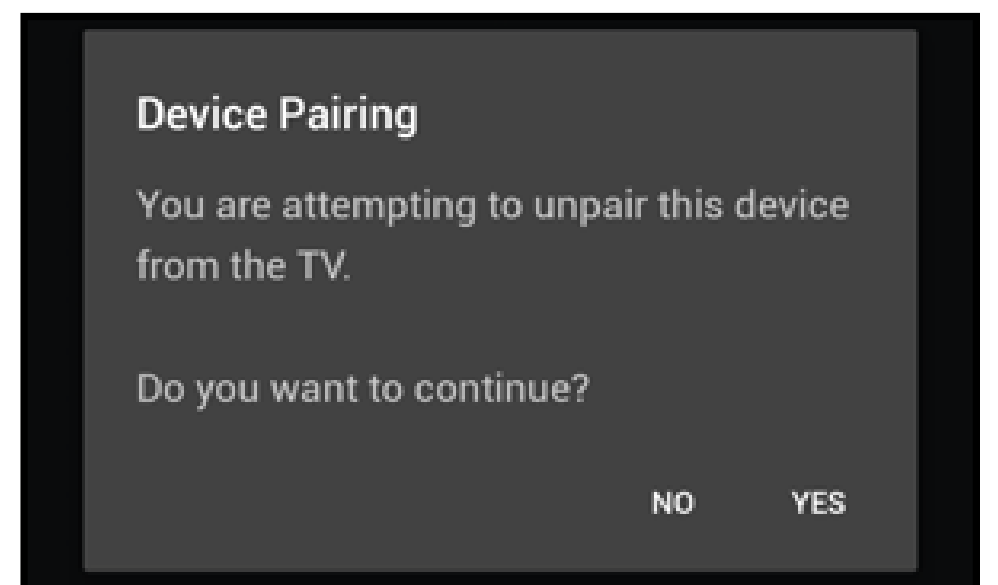 Device Pairing
You are attempting to unpair this device
from the TV.
Do you want to continue?
NO YES